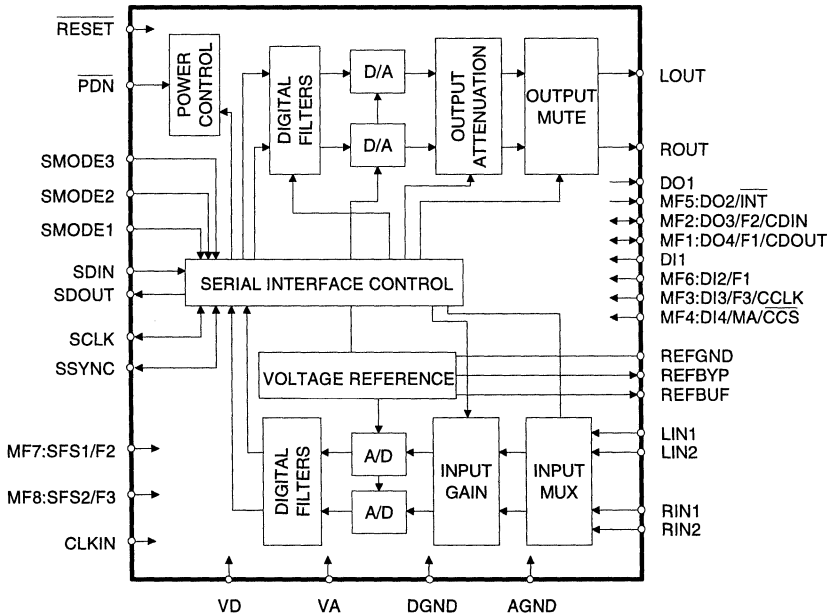 RESET
PDN
SMODE3
SMODE2
SMODE1
SDIN
SDOUT
SCLK
SSYNC
MF7:SFS1/F2
MF8:SFS2/F3
CLKIN
POWER
CONTROL
DIGITAL
FILTERS
D/A
D/A
OUTPUT
ATTENUATION
OUTPUT
MUTE
SERIAL INTERFACE CONTROL
VOLTAGE REFERENCE
DIGITAL
FILTERS
A/D
A/D
INPUT
GAIN
INPUT
MUX
LOUT
ROUT
DO1
MF5:DO2/INT
MF2:DO3/F2/CDIN
MF1:DO4/F1/CDOUT
DI1
MF6:DI2/F1
MF3:DI3/F3/CCLK
MF4:DI4/MA/CCS
REFGND
REFBYP
REFBUF
LIN1
LIN2
RIN1
RIN2
VD
VA
DGND
AGND